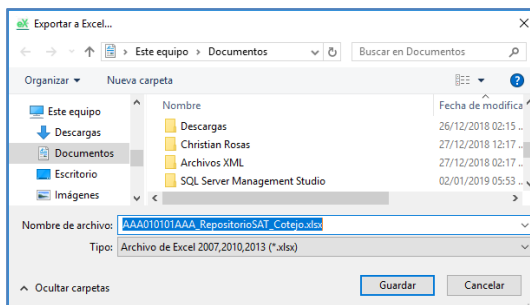 Exportar a Excel...
Este equipo > Documentos
Buscar en Documentos
Organizar
Nueva carpeta
Este equipo
Descargas
Documentos
Escritorio
Imágenes
Nombre
Fecha de modifica
Descargas
26/12/2018 02:15 ..
Christian Rosas
27/12/2018 12:17 ..
Archivos XML
27/12/2018 02:17 ..
SQL Server Management Studio
02/01/2019 05:53 ..
Nombre de archivo: AAA010101AAA_RepositorioSAT_Cotejo.xlsx
Tipo: Archivo de Excel 2007,2010,2013 (*.xlsx)
Ocultar carpetas
Guardar
Cancelar